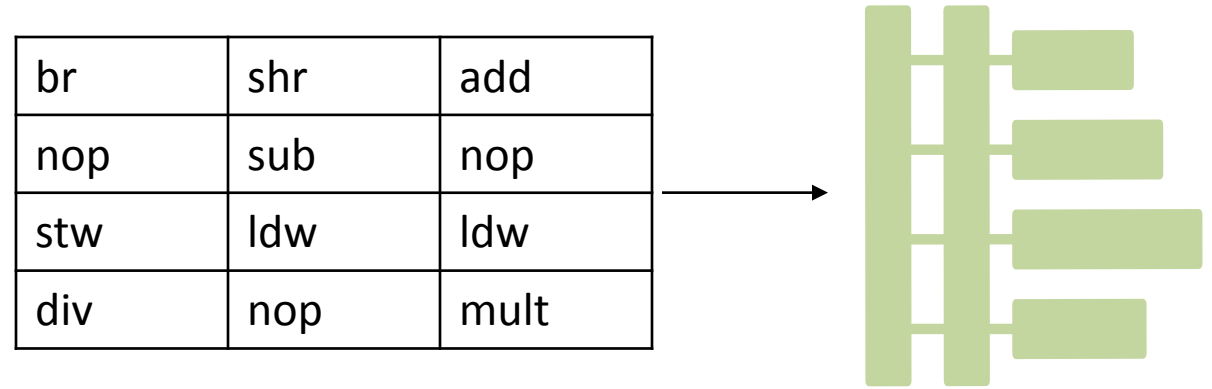 br shr add
nop sub nop
stw ldw ldw
div nop mult